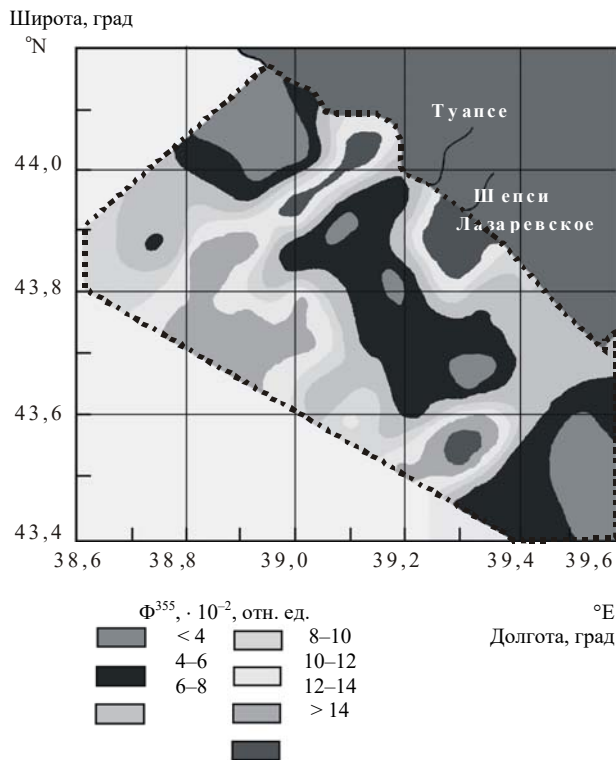 Широта, град
°N
Туапсе
44,0
Шепси
Лазаревское
43,8
43,6
43,4
38,6 38,8 39,0 39,2 39,4 39,6
Ф³⁵⁵, · 10⁻², отн. ед. °E
< 4 8–10 Долгота, град
4–6 10–12
6–8 12–14
> 14